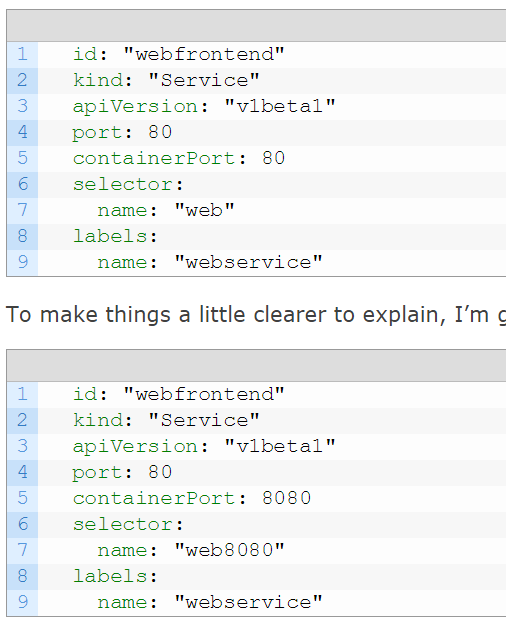 1 id: "webfrontend"
2 kind: "Service"
3 apiVersion: "v1beta1"
4 port: 80
5 containerPort: 80
6 selector:
7 name: "web"
8 labels:
9 name: "webservice"
To make things a little clearer to explain, I’m
1 id: "webfrontend"
2 kind: "Service"
3 apiVersion: "v1beta1"
4 port: 80
5 containerPort: 8080
6 selector:
7 name: "web8080"
8 labels:
9 name: "webservice"